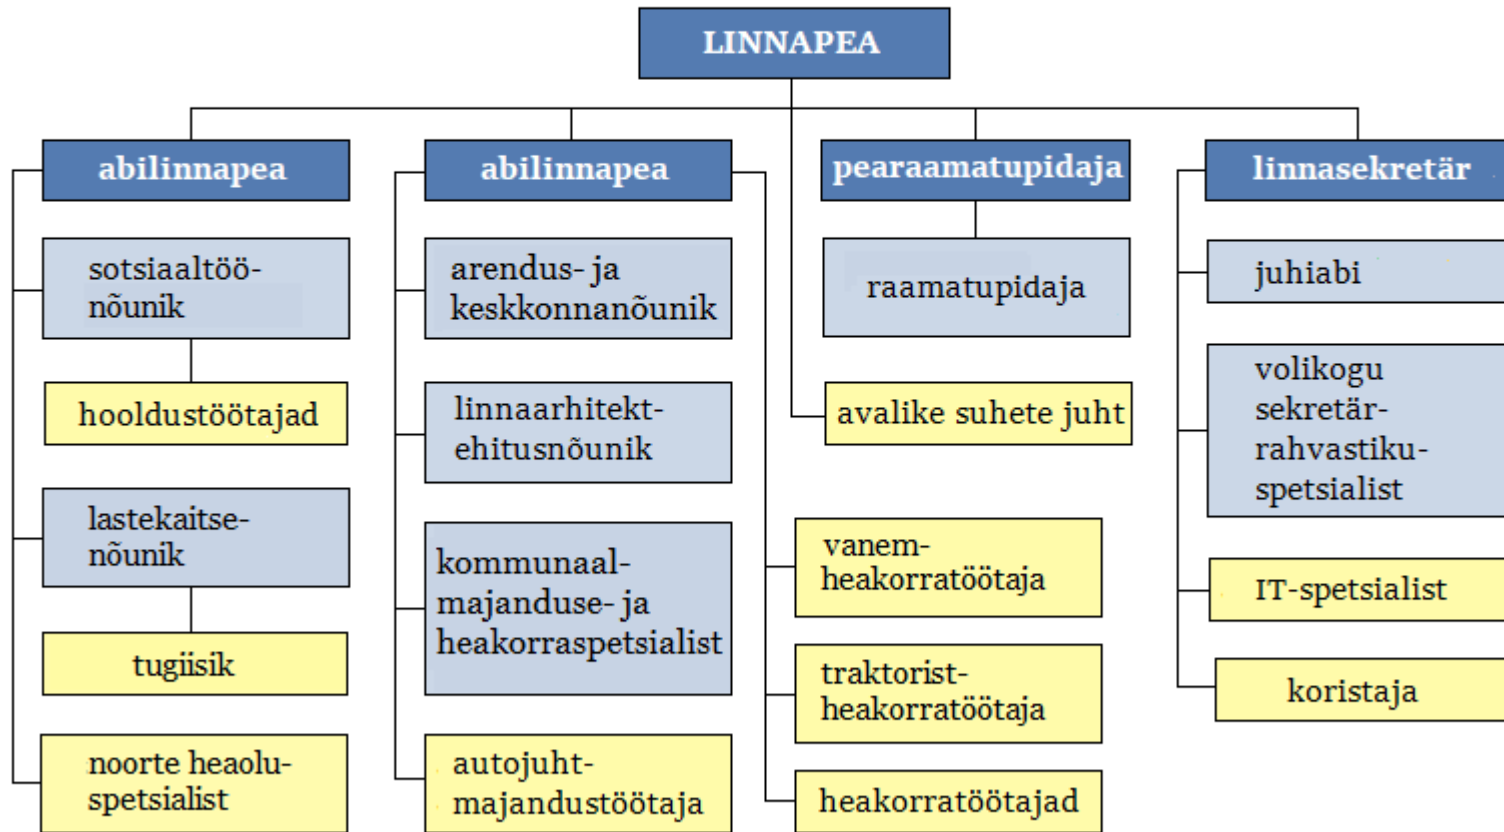 LINNAPEA
abilinnapea
sotsiaaltöö-
nõunik
hooldustöötajad
lastekaitse-
nõunik
tugiisik
noorte heaolu-
spetsialist
abilinnapea
arendus- ja
keskkonnanõunik
linnaarhitekt-
ehitusnõunik
kommunaal-
majanduse- ja
heakorraspetsialist
autojuht-
majandustöötaja
vanem-
heakorratöötaja
traktorist-
heakorratöötaja
heakorratöötajad
pearaamatupidaja
raamatupidaja
avalike suhete juht
linnasekretär
juhiabi
volikogu
sekretär-
rahvastiku-
spetsialist
IT-spetsialist
koristaja